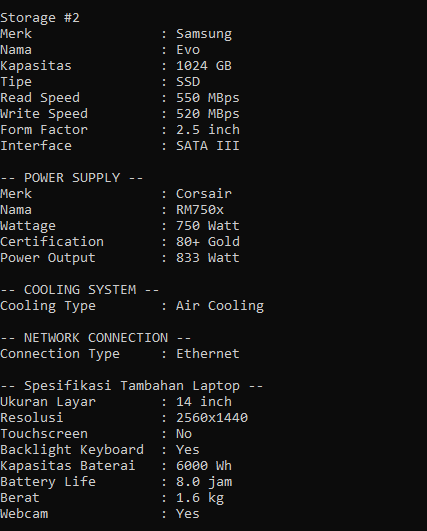 Storage #2
Merk : Samsung
Nama : Evo
Kapasitas : 1024 GB
Tipe : SSD
Read Speed : 550 MBps
Write Speed : 520 MBps
Form Factor : 2.5 inch
Interface : SATA III
-- POWER SUPPLY --
Merk : Corsair
Nama : RM750x
Wattage : 750 Watt
Certification : 80+ Gold
Power Output : 833 Watt
-- COOLING SYSTEM --
Cooling Type : Air Cooling
-- NETWORK CONNECTION --
Connection Type : Ethernet
-- Spesifikasi Tambahan Laptop --
Ukuran Layar : 14 inch
Resolusi : 2560x1440
Touchscreen : No
Backlight Keyboard : Yes
Kapasitas Baterai : 6000 Wh
Battery Life : 8.0 jam
Berat : 1.6 kg
Webcam : Yes